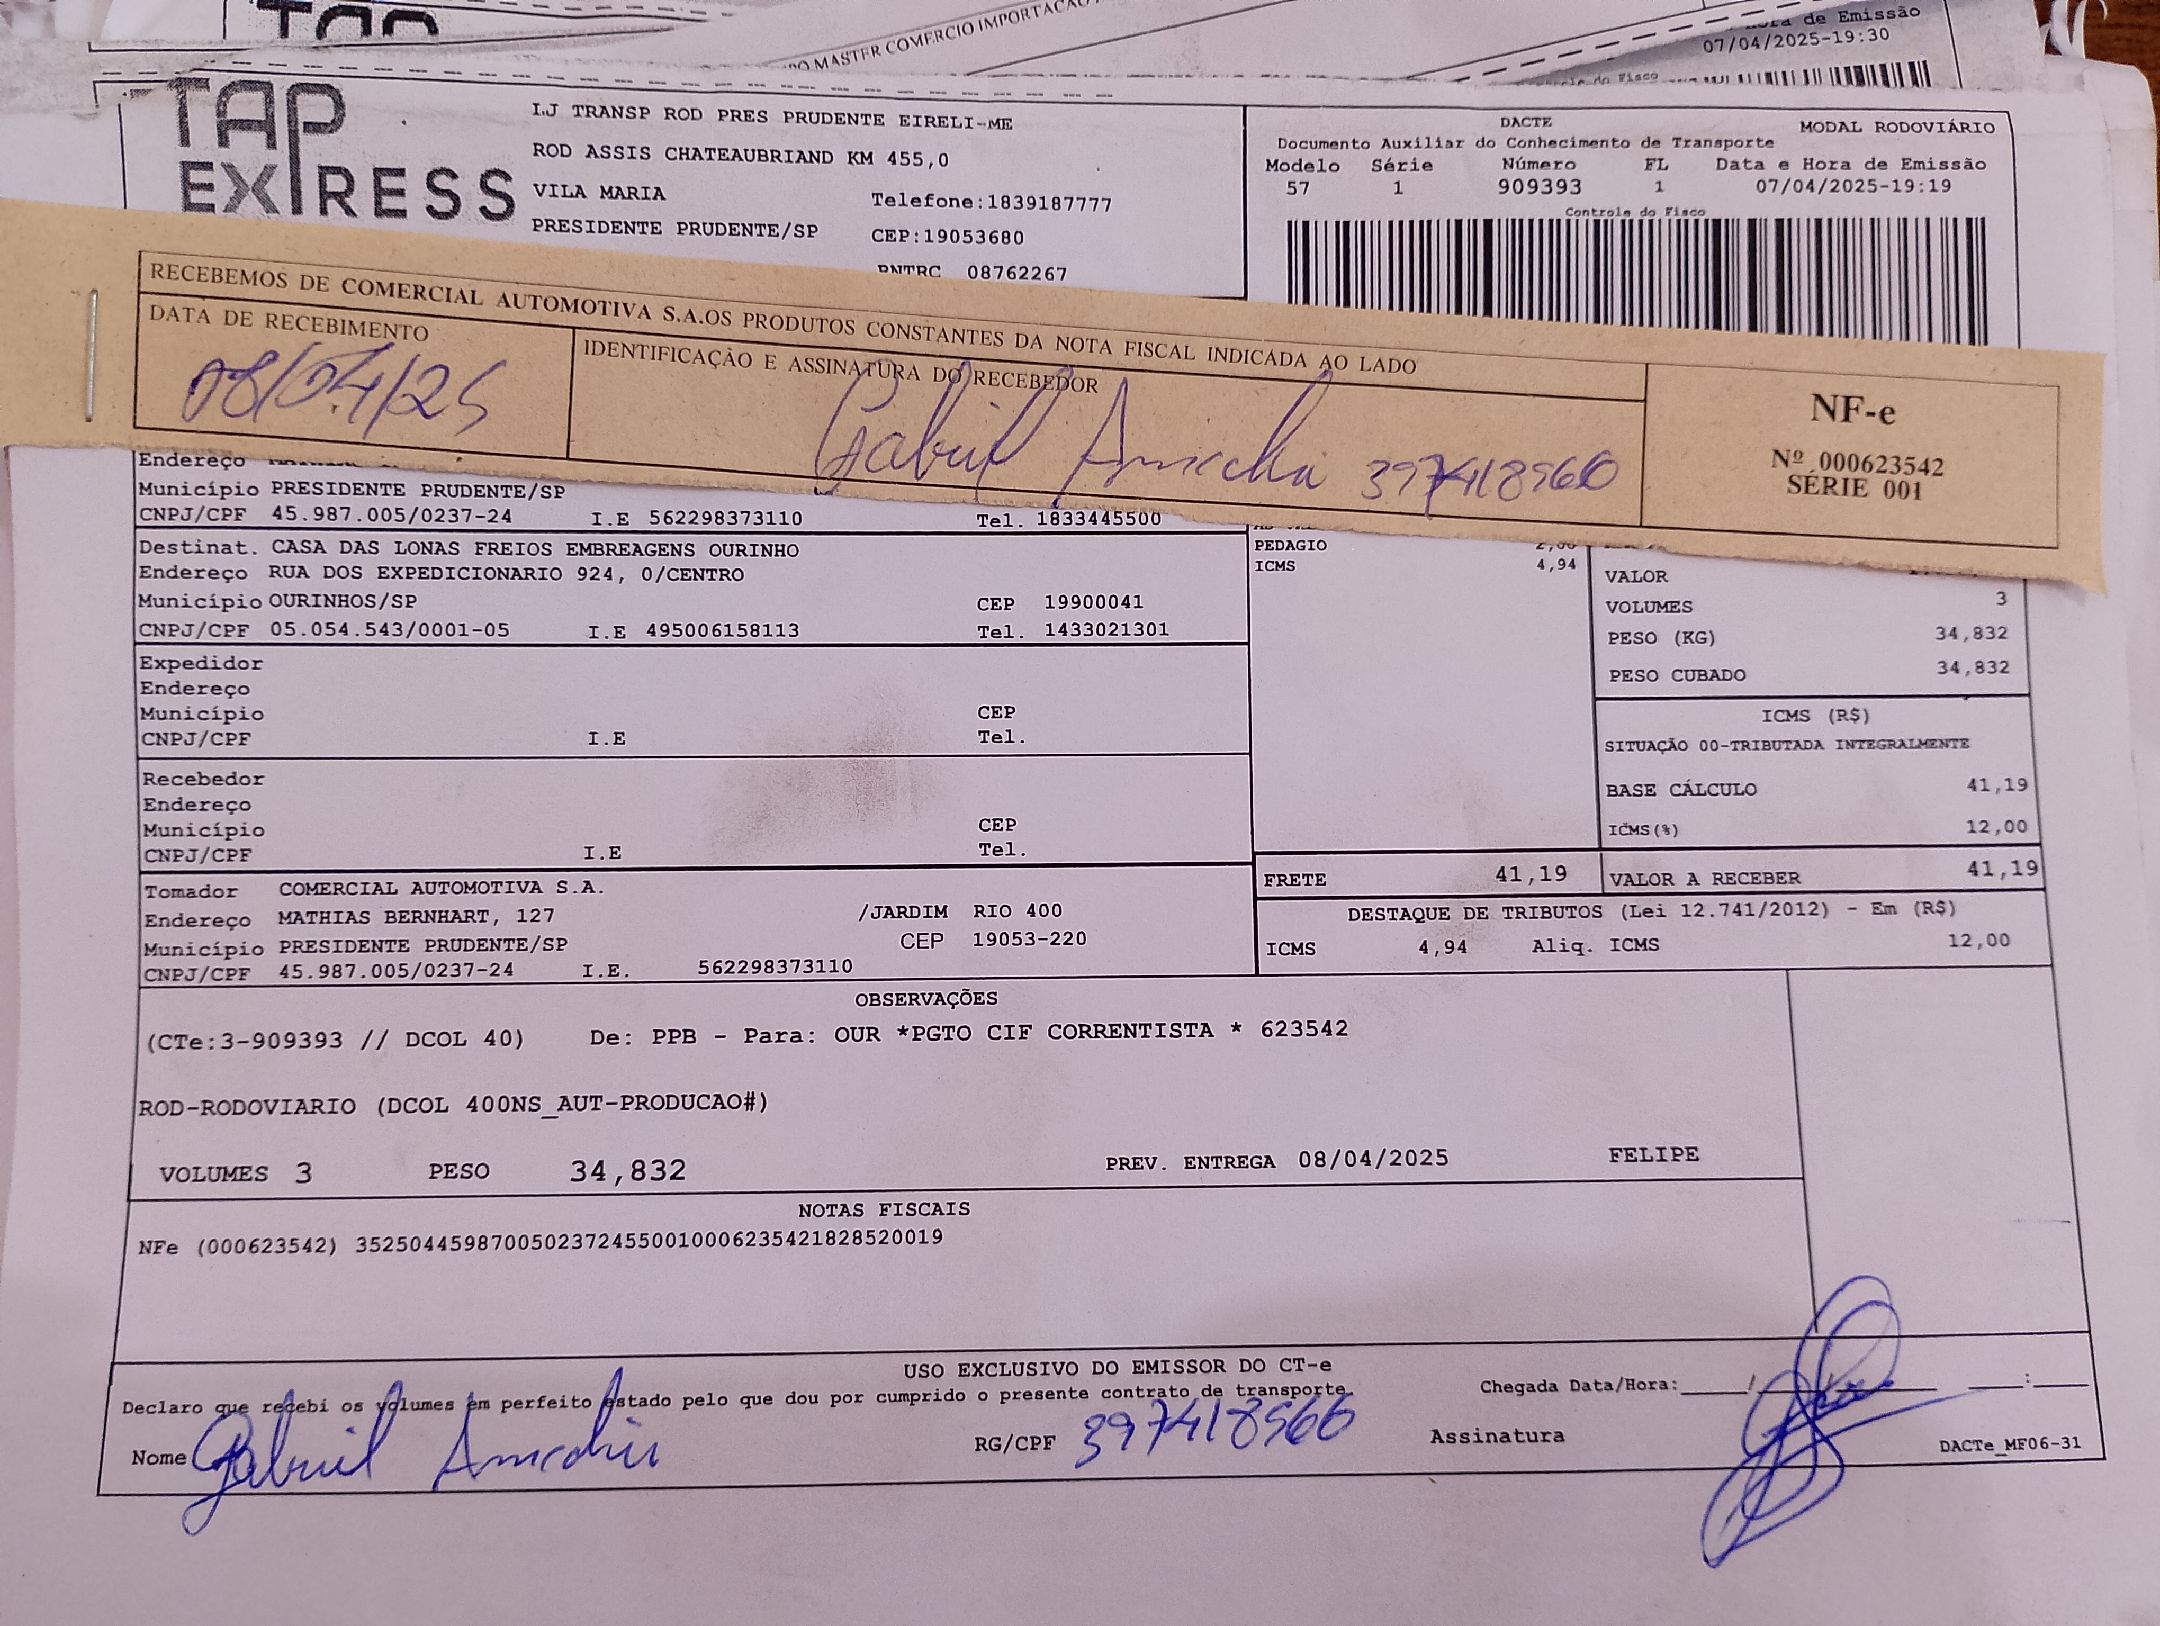 MASTER COMERCIO IMPORTACAO
de Emissão
07/04/2025-19:30
TAP EXPRESS
LJ TRANSP ROD PRES PRUDENTE EIRELI-ME
ROD ASSIS CHATEAUBRIAND KM 455,0
VILA MARIA Telefone:1839187777
PRESIDENTE PRUDENTE/SP CEP:19053680
RNTRC 08762267
DACTE MODAL RODOVIÁRIO
Documento Auxiliar do Conhecimento de Transporte
Modelo Série Número FL Data e Hora de Emissão
57 1 909393 1 07/04/2025-19:19
Controle do Fisco
RECEBEMOS DE COMERCIAL AUTOMOTIVA S.A.OS PRODUTOS CONSTANTES DA NOTA FISCAL INDICADA AO LADO
DATA DE RECEBIMENTO
08/04/25
IDENTIFICAÇÃO E ASSINATURA DO RECEBEDOR
Gabriel
NF-e
Nº 000623542
SÉRIE 001
Endereço
Município PRESIDENTE PRUDENTE/SP
CNPJ/CPF 45.987.005/0237-24 I.E 562298373110 Tel. 1833445500
Destinat. CASA DAS LONAS FREIOS EMBREAGENS OURINHO
Endereço RUA DOS EXPEDICIONARIO 924, 0/CENTRO
Município OURINHOS/SP CEP 19900041
CNPJ/CPF 05.054.543/0001-05 I.E 495006158113 Tel. 1433021301
Expedidor
Endereço
Município CEP
CNPJ/CPF I.E Tel.
Recebedor
Endereço
Município CEP
CNPJ/CPF I.E Tel.
Tomador COMERCIAL AUTOMOTIVA S.A.
Endereço MATHIAS BERNHART, 127 /JARDIM RIO 400
Município PRESIDENTE PRUDENTE/SP CEP 19053-220
CNPJ/CPF 45.987.005/0237-24 I.E. 562298373110
PEDAGIO 2,00
ICMS 4,94
VALOR
VOLUMES 3
PESO (KG) 34,832
PESO CUBADO 34,832
ICMS (R$)
SITUAÇÃO 00-TRIBUTADA INTEGRALMENTE
BASE CÁLCULO 41,19
ICMS(%) 12,00
FRETE 41,19 VALOR A RECEBER 41,19
DESTAQUE DE TRIBUTOS (Lei 12.741/2012) - Em (R$)
ICMS 4,94 Aliq. ICMS 12,00
OBSERVAÇÕES
(CTe:3-909393 // DCOL 40) De: PPB - Para: OUR *PGTO CIF CORRENTISTA * 623542
ROD-RODOVIARIO (DCOL 400NS_AUT-PRODUCAO#)
VOLUMES 3 PESO 34,832 PREV. ENTREGA 08/04/2025 FELIPE
NOTAS FISCAIS
NFe (000623542) 35250445987005023724550010006235421828520019
USO EXCLUSIVO DO EMISSOR DO CT-e
Declaro que recebi os volumes em perfeito estado pelo que dou por cumprido o presente contrato de transporte.
Chegada Data/Hora:____/____/____ ___:___
Nome Gabriel RG/CPF 397418566 Assinatura
DACTe_MF06-31